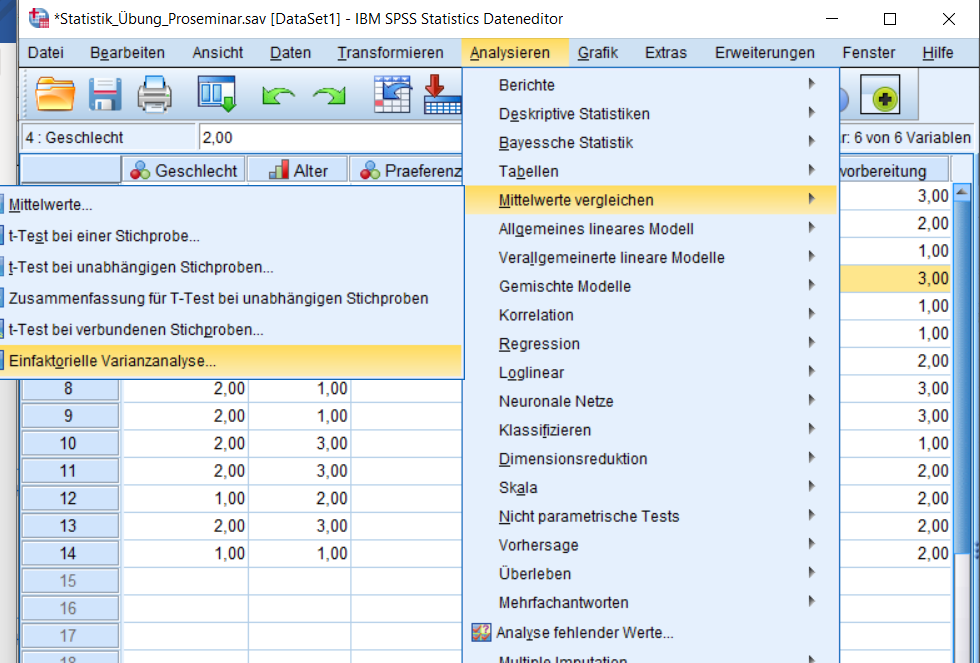 *Statistik_Übung_Proseminar.sav [DataSet1] - IBM SPSS Statistics Dateneditor
Datei Bearbeiten Ansicht Daten Transformieren Analysieren Grafik Extras Erweiterungen Fenster Hilfe
4 : Geschlecht 2,00 6 von 6 Variablen
Geschlecht Alter Praeferenz vorbereitung
Berichte
Deskriptive Statistiken
Bayessche Statistik
Tabellen
Mittelwerte vergleichen
Allgemeines lineares Modell
Verallgemeinerte lineare Modelle
Gemischte Modelle
Korrelation
Regression
Loglinear
Neuronale Netze
Klassifizieren
Dimensionsreduktion
Skala
Nicht parametrische Tests
Vorhersage
Überleben
Mehrfachantworten
Analyse fehlender Werte...
Multiple Imputation
Mittelwerte...
t-Test bei einer Stichprobe...
t-Test bei unabhängigen Stichproben...
Zusammenfassung für T-Test bei unabhängigen Stichproben
t-Test bei verbundenen Stichproben...
Einfaktorielle Varianzanalyse...
3,00
2,00
1,00
3,00
1,00
1,00
2,00
8 2,00 1,00 3,00
9 2,00 1,00 3,00
10 2,00 3,00 1,00
11 2,00 3,00 2,00
12 1,00 2,00 2,00
13 2,00 3,00 2,00
14 1,00 1,00 2,00
15
16
17
18